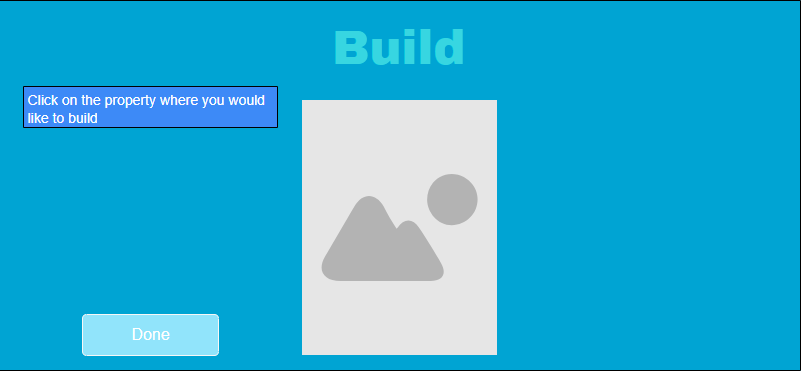 Build
Click on the property where you would
like to build
Done